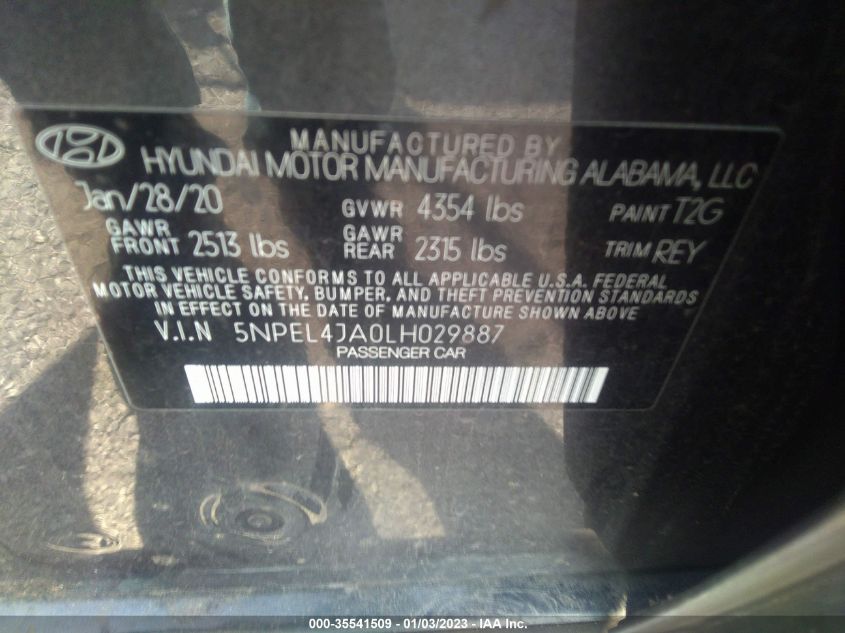 MANUFACTURED BY
HYUNDAI MOTOR MANUFACTURING ALABAMA, LLC
Jan/28/20 GVWR 4354 lbs PAINT T2G
GAWR FRONT 2513 lbs GAWR REAR 2315 lbs TRIM REY
THIS VEHICLE CONFORMS TO ALL APPLICABLE U.S.A. FEDERAL
MOTOR VEHICLE SAFETY, BUMPER, AND THEFT PREVENTION STANDARDS
IN EFFECT ON THE DATE OF MANUFACTURE SHOWN ABOVE.
V.I.N 5NPEL4JA0LH029887
PASSENGER CAR
000-35541509 - 01/03/2023 - © IAA Inc.